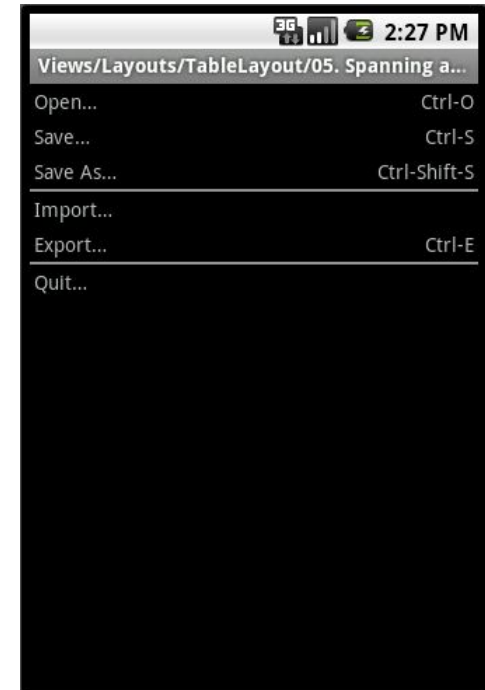 3G 2:27 PM
Views/Layouts/TableLayout/05. Spanning a...
Open... Ctrl-O
Save... Ctrl-S
Save As... Ctrl-Shift-S
Import...
Export... Ctrl-E
Quit...